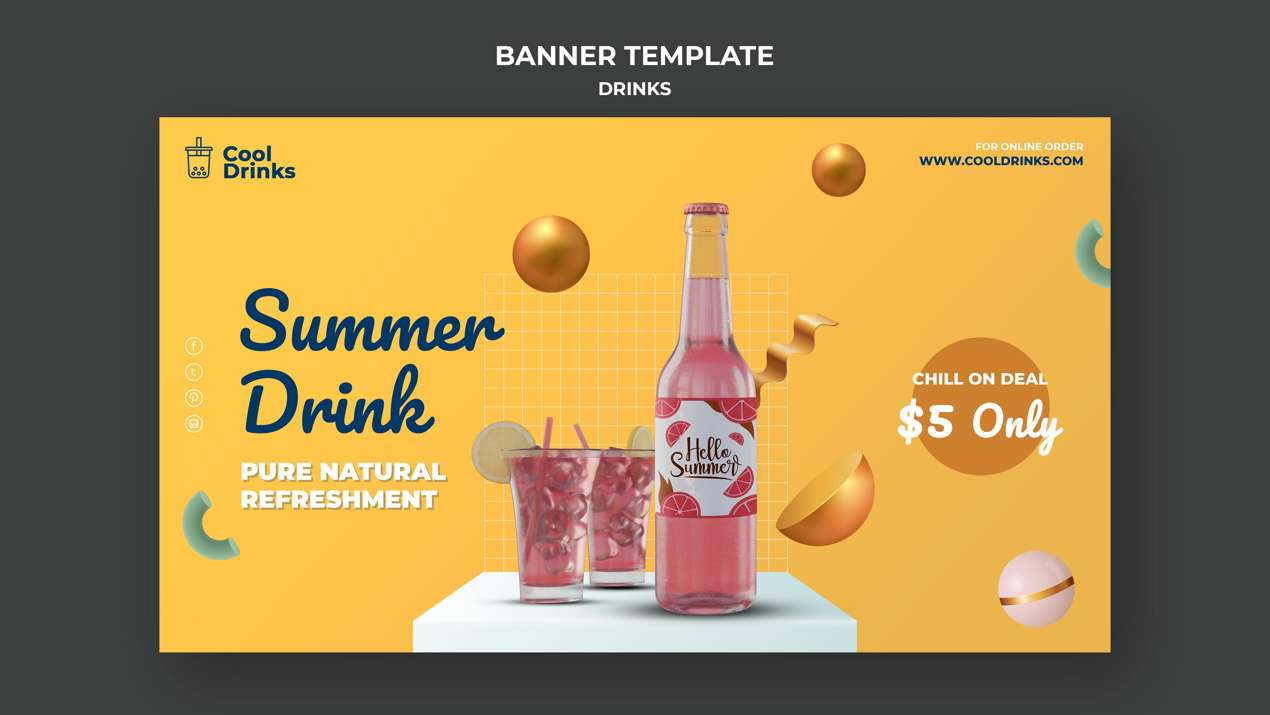 BANNER TEMPLATE
DRINKS
Cool
Drinks
FOR ONLINE ORDER
WWW.COOLDRINKS.COM
Summer
Drink
PURE NATURAL
REFRESHMENT
Hello
Summer
CHILL ON DEAL
$5 Only